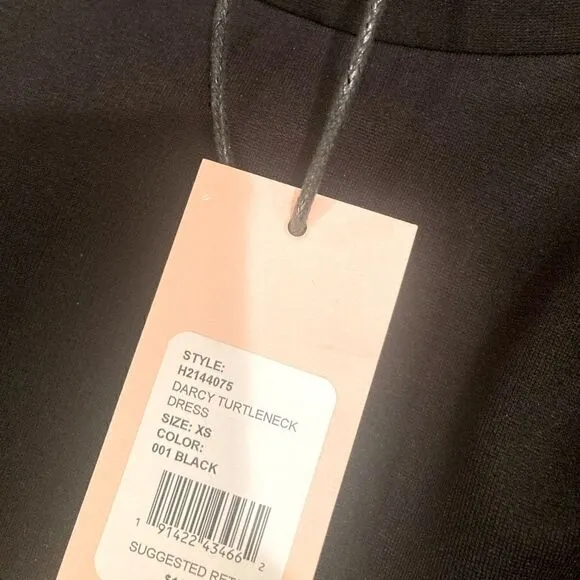 STYLE:
H2144075
DARCY TURTLENECK
DRESS
SIZE: XS
COLOR:
001 BLACK
1 91422 43466 2
SUGGESTED RET